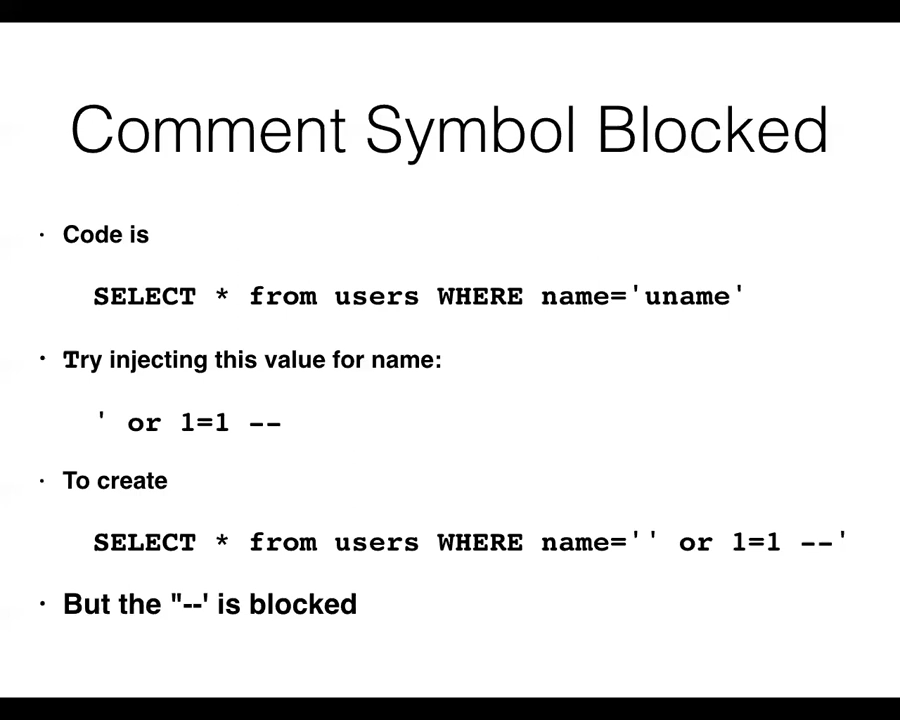 Comment Symbol Blocked
• Code is
SELECT * from users WHERE name='uname'
• Try injecting this value for name:
' or 1=1 --
• To create
SELECT * from users WHERE name='' or 1=1 --'
• But the "--' is blocked